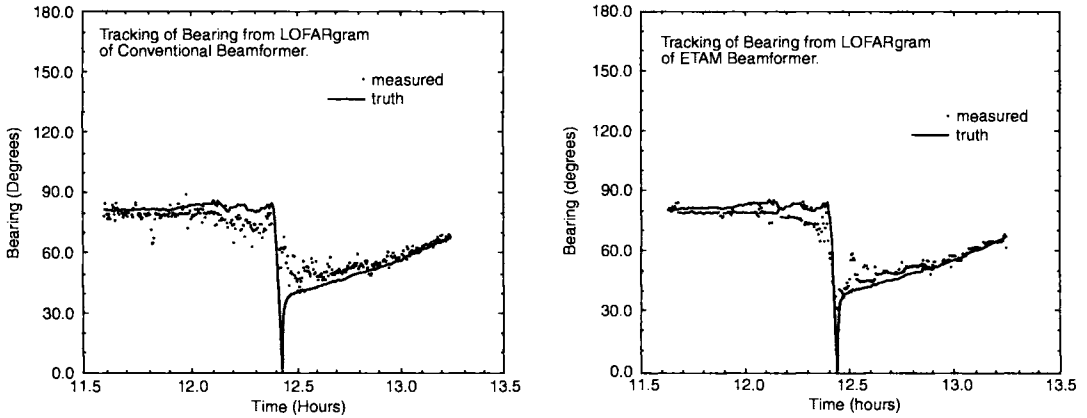 180.0
Tracking of Bearing from LOFARgram
of Conventional Beamformer.
measured
truth
150.0
120.0
90.0
60.0
30.0
0.0
Bearing (Degrees)
11.5 12.0 12.5 13.0 13.5
Time (Hours)
180.0
Tracking of Bearing from LOFARgram
of ETAM Beamformer.
measured
truth
150.0
120.0
90.0
60.0
30.0
0.0
Bearing (degrees)
11.5 12.0 12.5 13.0 13.5
Time (hours)